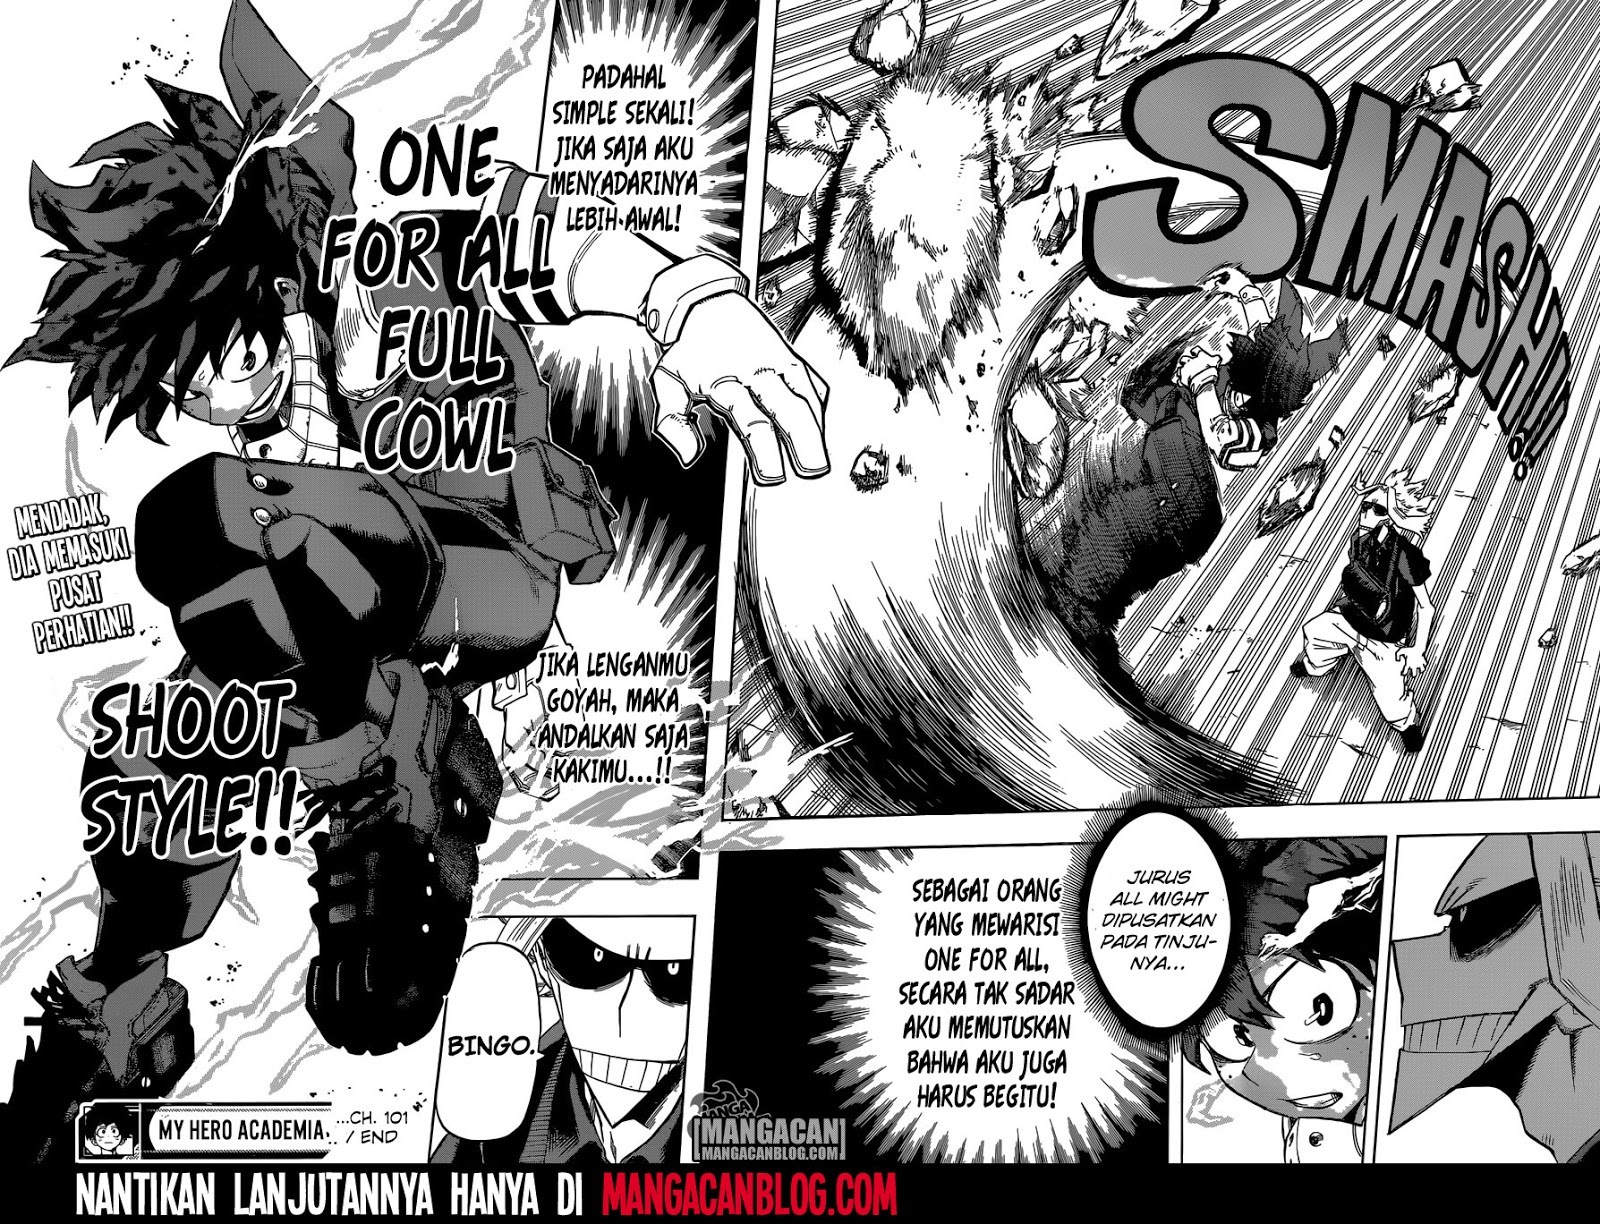 SMASH!!
JURUS
ALL MIGHT
DIPUSATKAN
PADA TINJU-
NYA...
SEBAGAI ORANG
YANG MEWARISI
ONE FOR ALL,
SECARA TAK SADAR
AKU MEMUTUSKAN
BAHWA AKU JUGA
HARUS BEGITU!
PADAHAL
SIMPLE SEKALI!
JIKA SAJA AKU
MENYADARINYA
LEBIH AWAL!
JIKA LENGANMU
GOYAH, MAKA
ANDALKAN SAJA
KAKIMU...!!
BINGO.
ONE
FOR ALL
FULL
COWL
SHOOT
STYLE!!
MENDADAK,
DIA MEMASUKI
PUSAT
PERHATIAN!!
MY HERO ACADEMIA...
...CH. 101
/ END
MANGA
[MANGACAN]
MANGACANBLOG.COM
NANTIKAN LANJUTANNYA HANYA DI MANGACANBLOG.COM